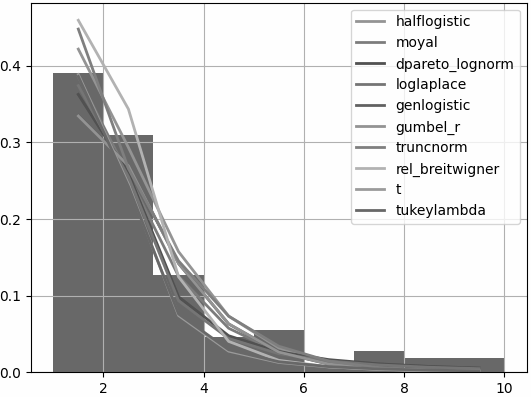 halflogistic
moyal
dpareto_lognorm
loglaplace
genlogistic
gumbel_r
truncnorm
rel_breitwigner
t
tukeylambda
0.4
0.3
0.2
0.1
0.0
2 4 6 8 10